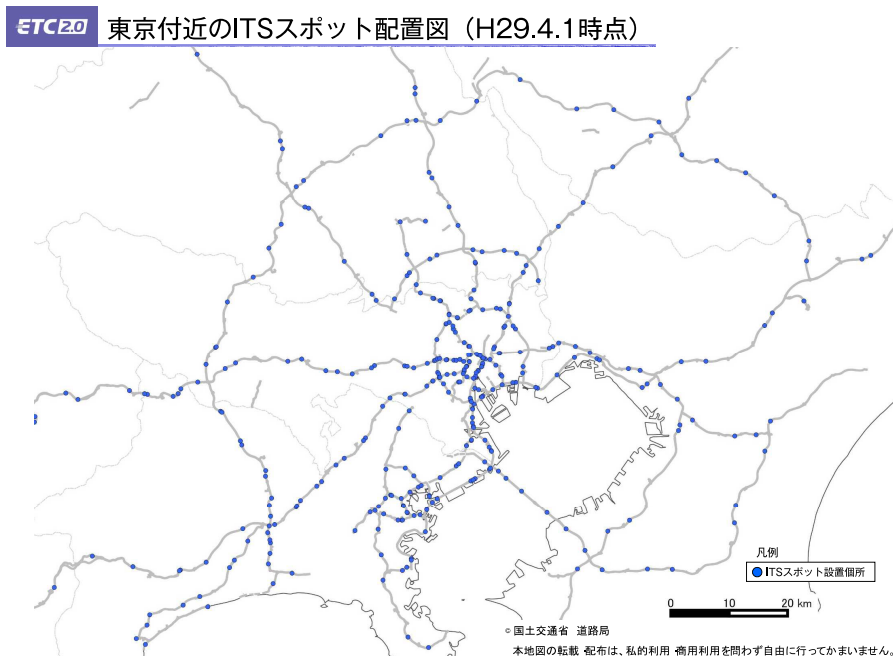 ETC2.0 東京付近のITSスポット配置図（H29.4.1時点）
凡例
ITSスポット設置個所
0 10 20 km
© 国土交通省 道路局
本地図の転載・配布は、私的利用・商用利用を問わず自由に行ってかまいません。